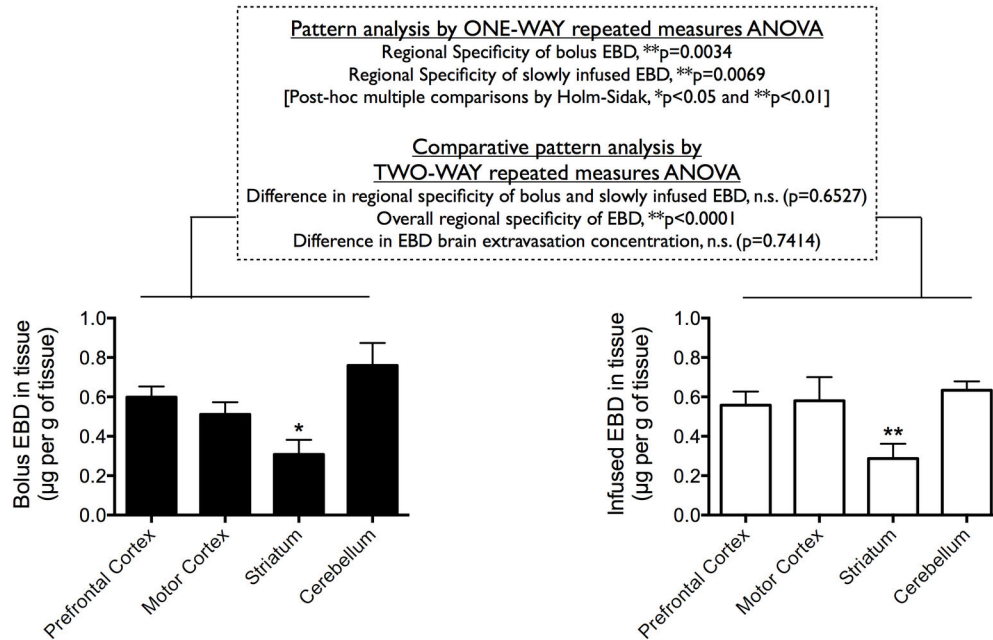 Pattern analysis by ONE-WAY repeated measures ANOVA
Regional Specificity of bolus EBD, **p=0.0034
Regional Specificity of slowly infused EBD, **p=0.0069
[Post-hoc multiple comparisons by Holm-Sidak, *p<0.05 and **p<0.01]
Comparative pattern analysis by
TWO-WAY repeated measures ANOVA
Difference in regional specificity of bolus and slowly infused EBD, n.s. (p=0.6527)
Overall regional specificity of EBD, **p<0.0001
Difference in EBD brain extravasation concentration, n.s. (p=0.7414)
Bolus EBD in tissue
(µg per g of tissue)
1.0
0.8
0.6
0.4
0.2
0.0
*
Prefrontal Cortex
Motor Cortex
Striatum
Cerebellum
Infused EBD in tissue
(µg per g of tissue)
1.0
0.8
0.6
0.4
0.2
0.0
**
Prefrontal Cortex
Motor Cortex
Striatum
Cerebellum